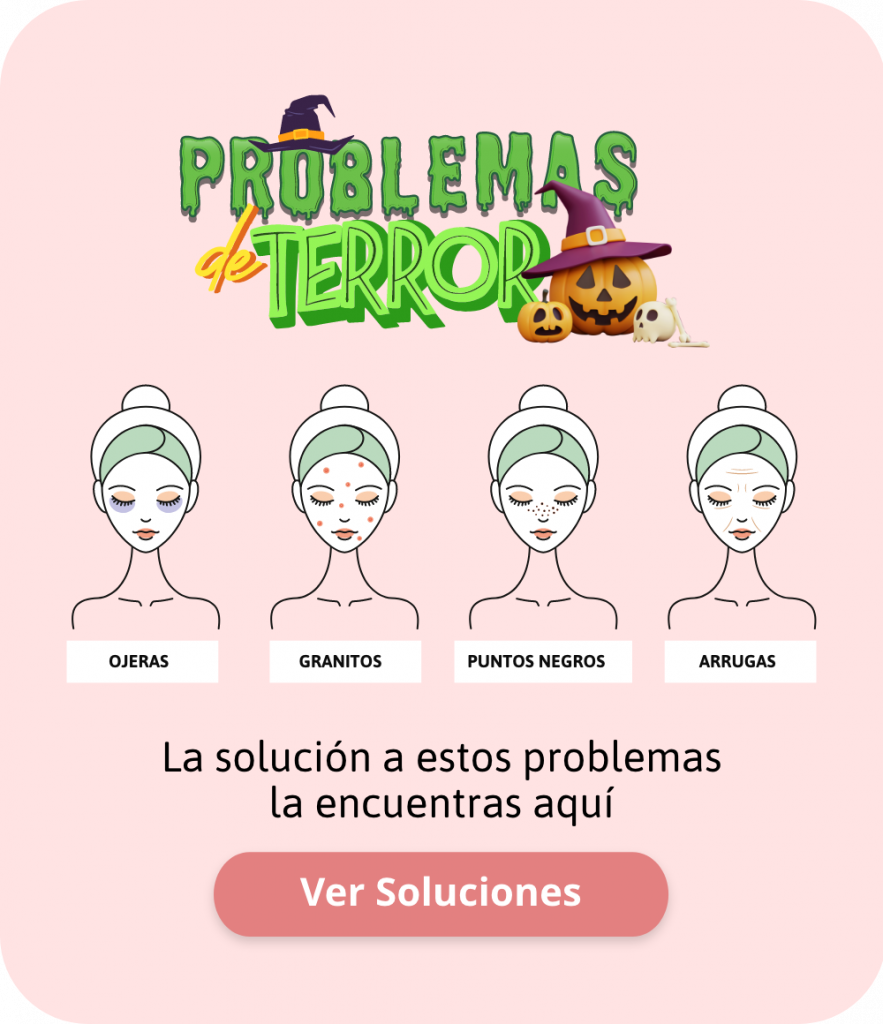 PROBLEMAS
de TERROR
OJERAS
GRANITOS
PUNTOS NEGROS
ARRUGAS
La solución a estos problemas
la encuentras aquí
Ver Soluciones